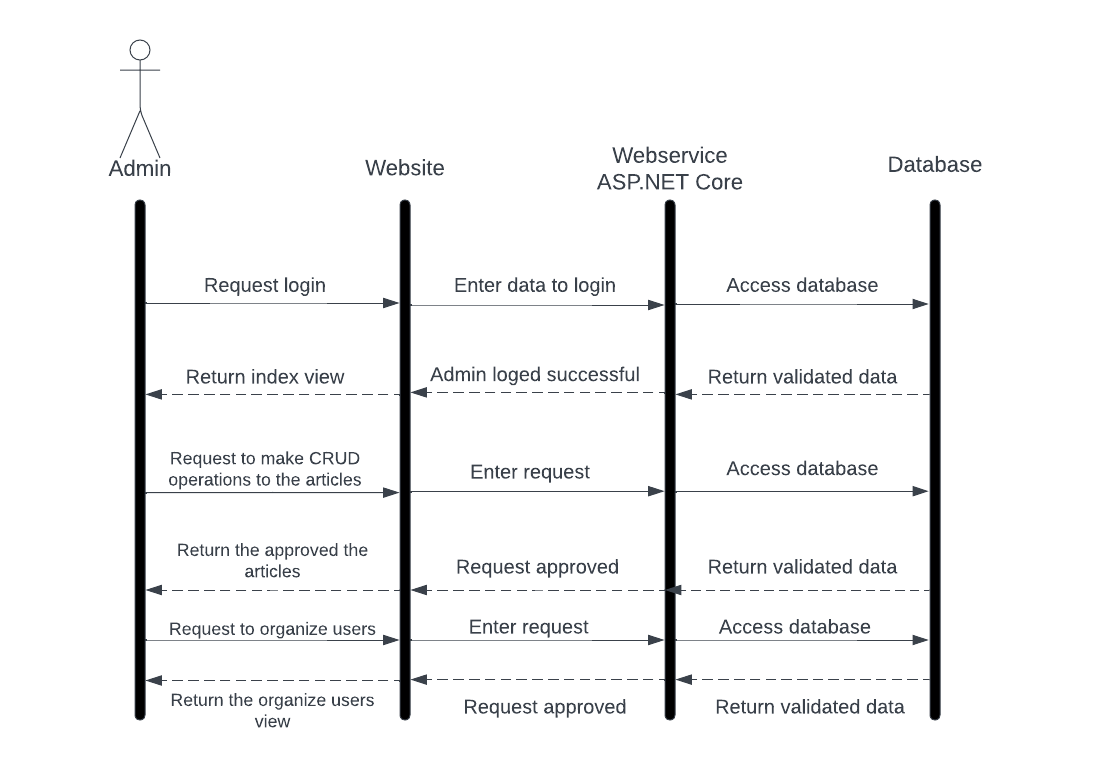 Admin
Website
Webservice
ASP.NET Core
Database
Request login
Enter data to login
Access database
Return index view
Admin loged successful
Return validated data
Request to make CRUD
operations to the articles
Enter request
Access database
Return the approved the
articles
Request approved
Return validated data
Request to organize users
Enter request
Access database
Return the organize users
view
Request approved
Return validated data